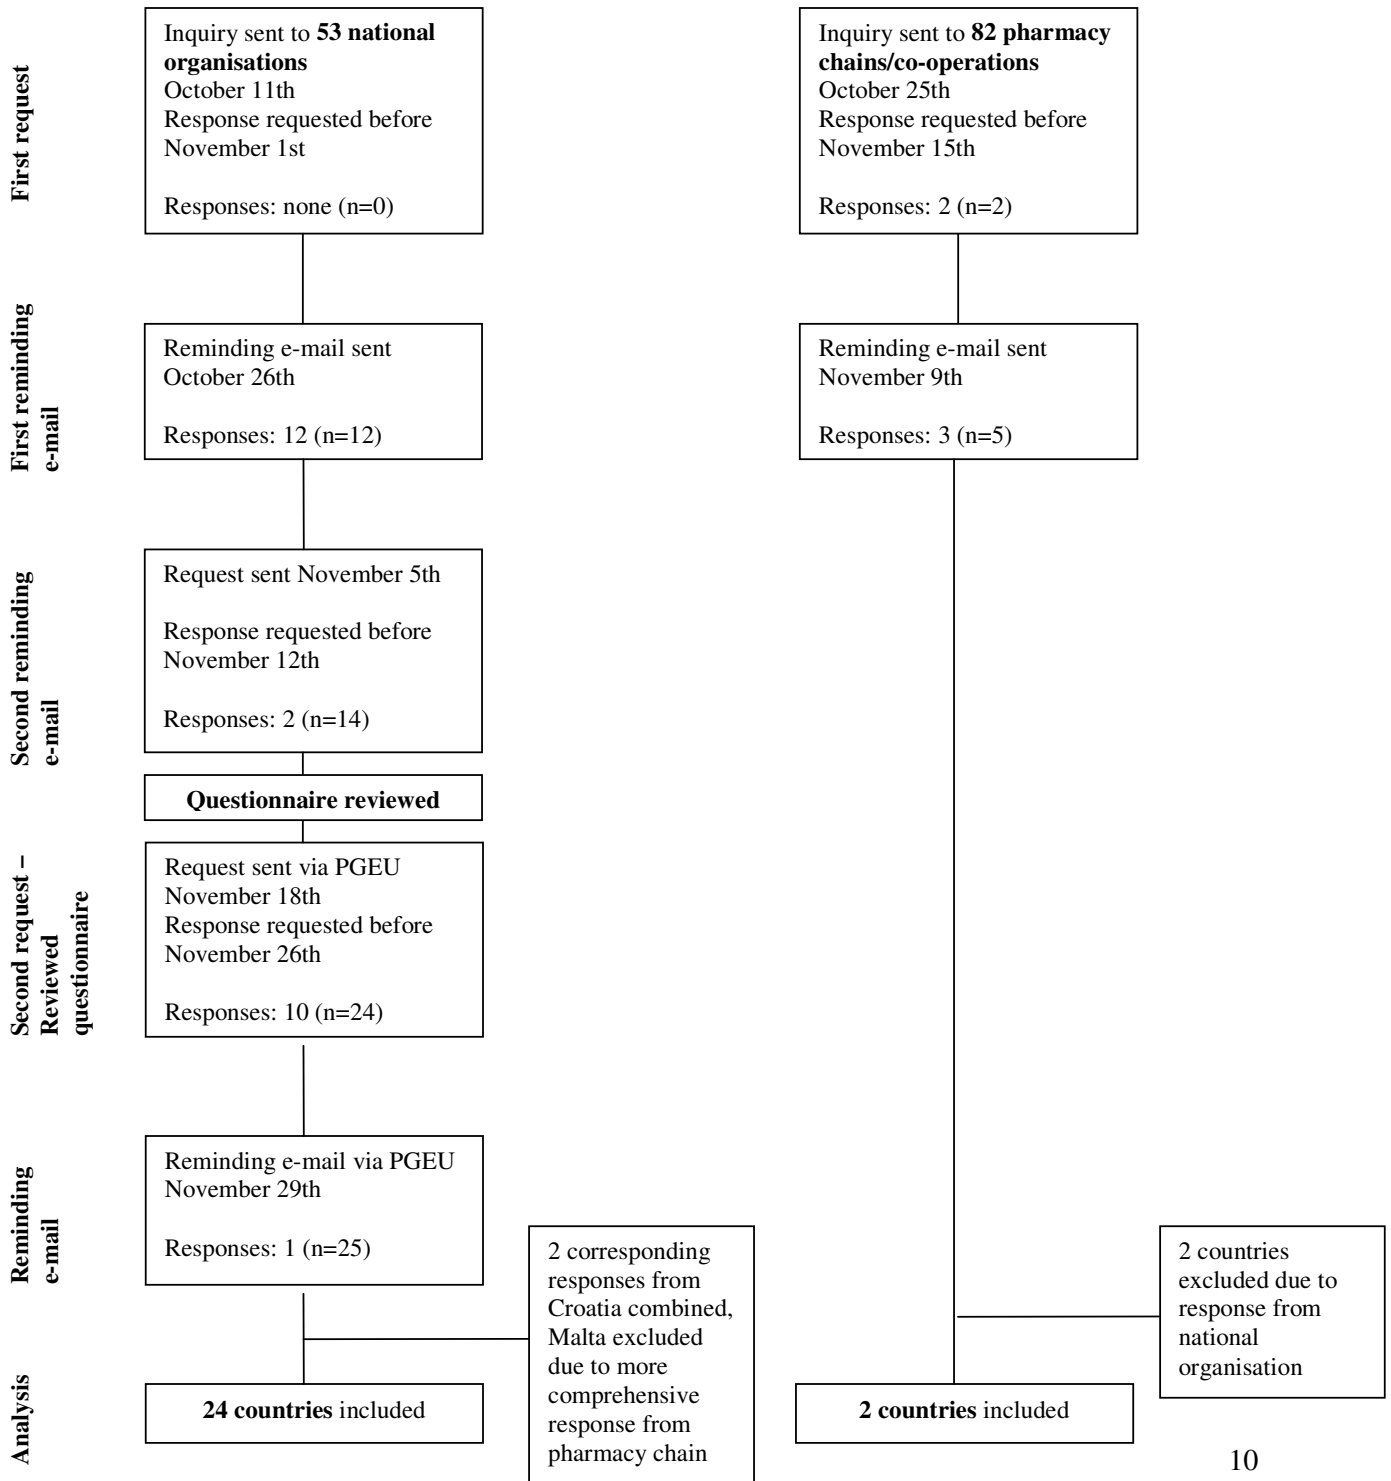 First request
Inquiry sent to 53 national
organisations
October 11th
Response requested before
November 1st
Responses: none (n=0)
Inquiry sent to 82 pharmacy
chains/co-operations
October 25th
Response requested before
November 15th
Responses: 2 (n=2)
First reminding
e-mail
Reminding e-mail sent
October 26th
Responses: 12 (n=12)
Reminding e-mail sent
November 9th
Responses: 3 (n=5)
Second reminding
e-mail
Request sent November 5th
Response requested before
November 12th
Responses: 2 (n=14)
Questionnaire reviewed
Second request –
Reviewed
questionnaire
Request sent via PGEU
November 18th
Response requested before
November 26th
Responses: 10 (n=24)
Reminding
e-mail
Reminding e-mail via PGEU
November 29th
Responses: 1 (n=25)
2 corresponding
responses from
Croatia combined,
Malta excluded
due to more
comprehensive
response from
pharmacy chain
2 countries
excluded due to
response from
national
organisation
Analysis
24 countries included
2 countries included
10